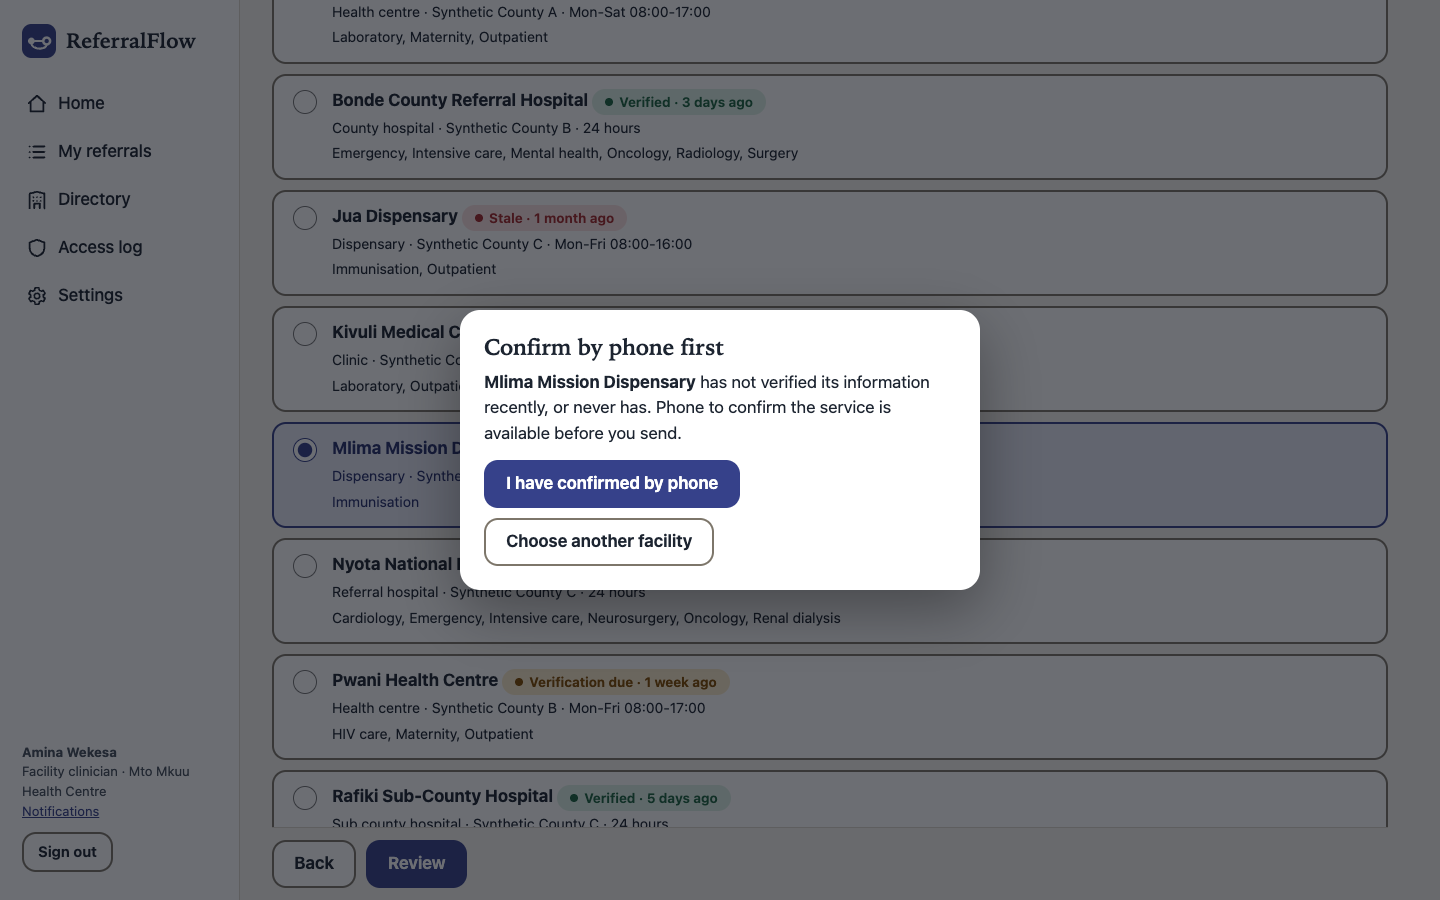 ReferralFlow
Home
My referrals
Directory
Access log
Settings
Amina Wekesa
Facility clinician · Mto Mkuu
Health Centre
Notifications
Sign out
Health centre · Synthetic County A · Mon-Sat 08:00-17:00
Laboratory, Maternity, Outpatient
Bonde County Referral Hospital Verified · 3 days ago
County hospital · Synthetic County B · 24 hours
Emergency, Intensive care, Mental health, Oncology, Radiology, Surgery
Jua Dispensary Stale · 1 month ago
Dispensary · Synthetic County C · Mon-Fri 08:00-16:00
Immunisation, Outpatient
Kivuli Medical
Clinic · Synthetic
Laboratory,
Mlima Mission
Dispensary ·
Immunisation
Nyota National
Referral hospital · Synthetic County C · 24 hours
Cardiology, Emergency, Intensive care, Neurosurgery, Oncology, Renal dialysis
Pwani Health Centre Verification due · 1 week ago
Health centre · Synthetic County B · Mon-Fri 08:00-17:00
HIV care, Maternity, Outpatient
Rafiki Sub-County Hospital Verified · 5 days ago
Sub county hospital · Synthetic County C · 24 hours
Back
Review
Confirm by phone first
Mlima Mission Dispensary has not verified its information
recently, or never has. Phone to confirm the service is
available before you send.
I have confirmed by phone
Choose another facility